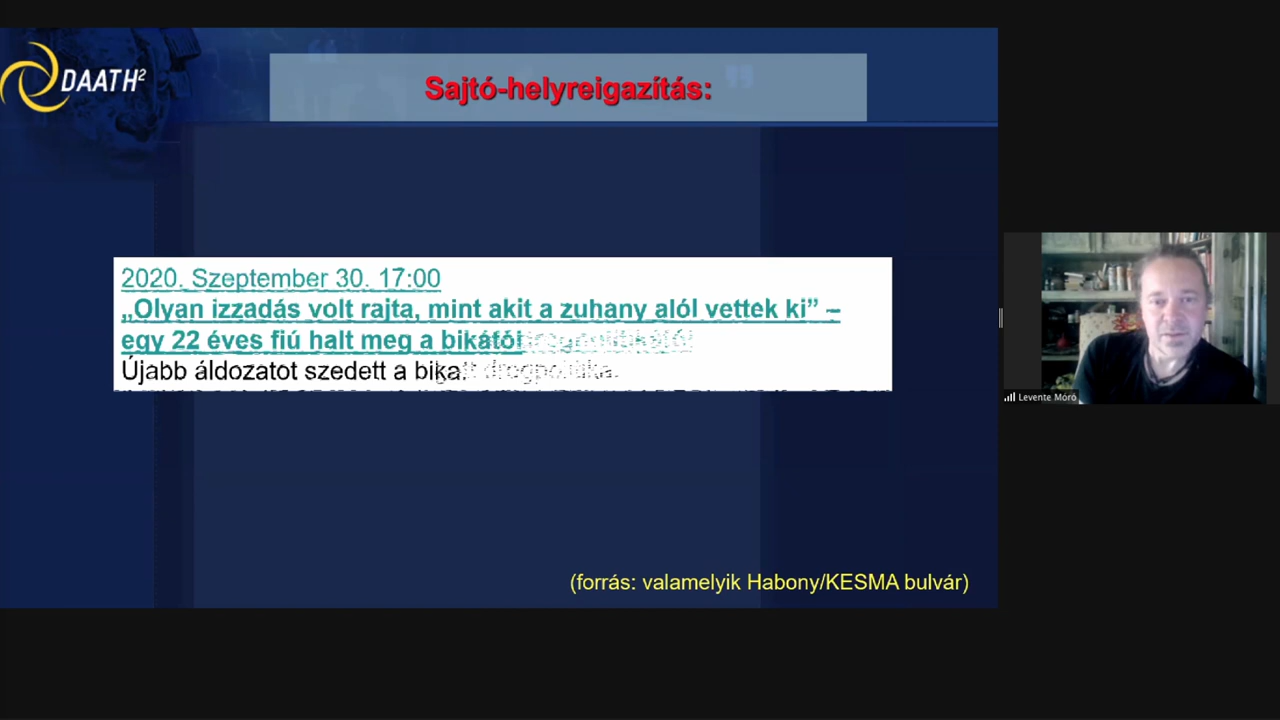 DAATH²
Sajtó-helyreigazítás:
2020. Szeptember 30. 17:00
„Olyan izzadás volt rajta, mint akit a zuhany alól vettek ki” –
egy 22 éves fiú halt meg a bikától
Újabb áldozatot szedett a bika.
(forrás: valamelyik Habony/KESMA bulvár)
Levente Móró